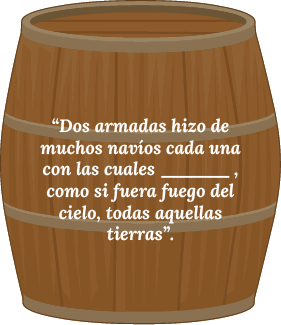 “Dos armadas hizo de
muchos navíos cada una
con las cuales ________ ,
como si fuera fuego del
cielo, todas aquellas
tierras”.